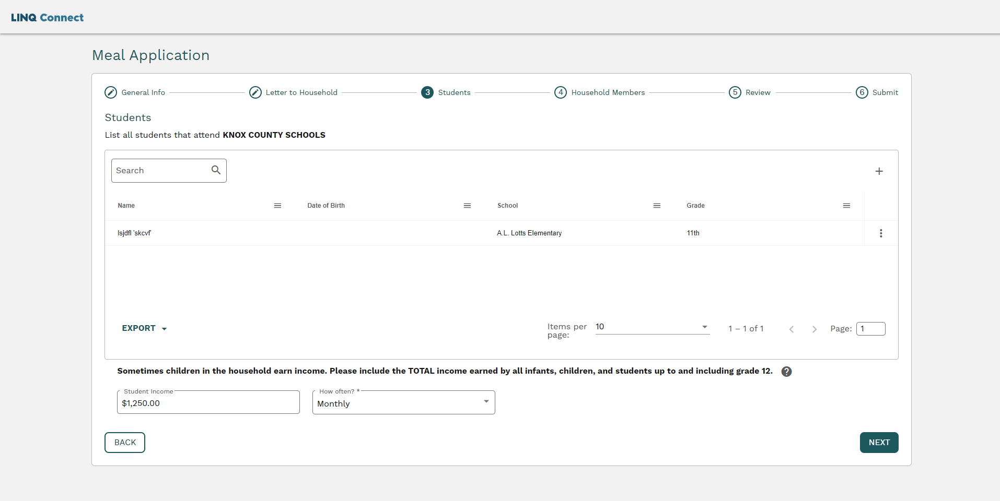 LINQ Connect
Meal Application
General Info
Letter to Household
3 Students
4 Household Members
5 Review
6 Submit
Students
List all students that attend KNOX COUNTY SCHOOLS
Search
+
Name
Date of Birth
School
Grade
lsjdfl 'skcvf'
A.L. Lotts Elementary
11th
EXPORT
Items per page:
10
1 – 1 of 1
Page: 1
Sometimes children in the household earn income. Please include the TOTAL income earned by all infants, children, and students up to and including grade 12. ?
Student Income
$1,250.00
How often? *
Monthly
BACK
NEXT